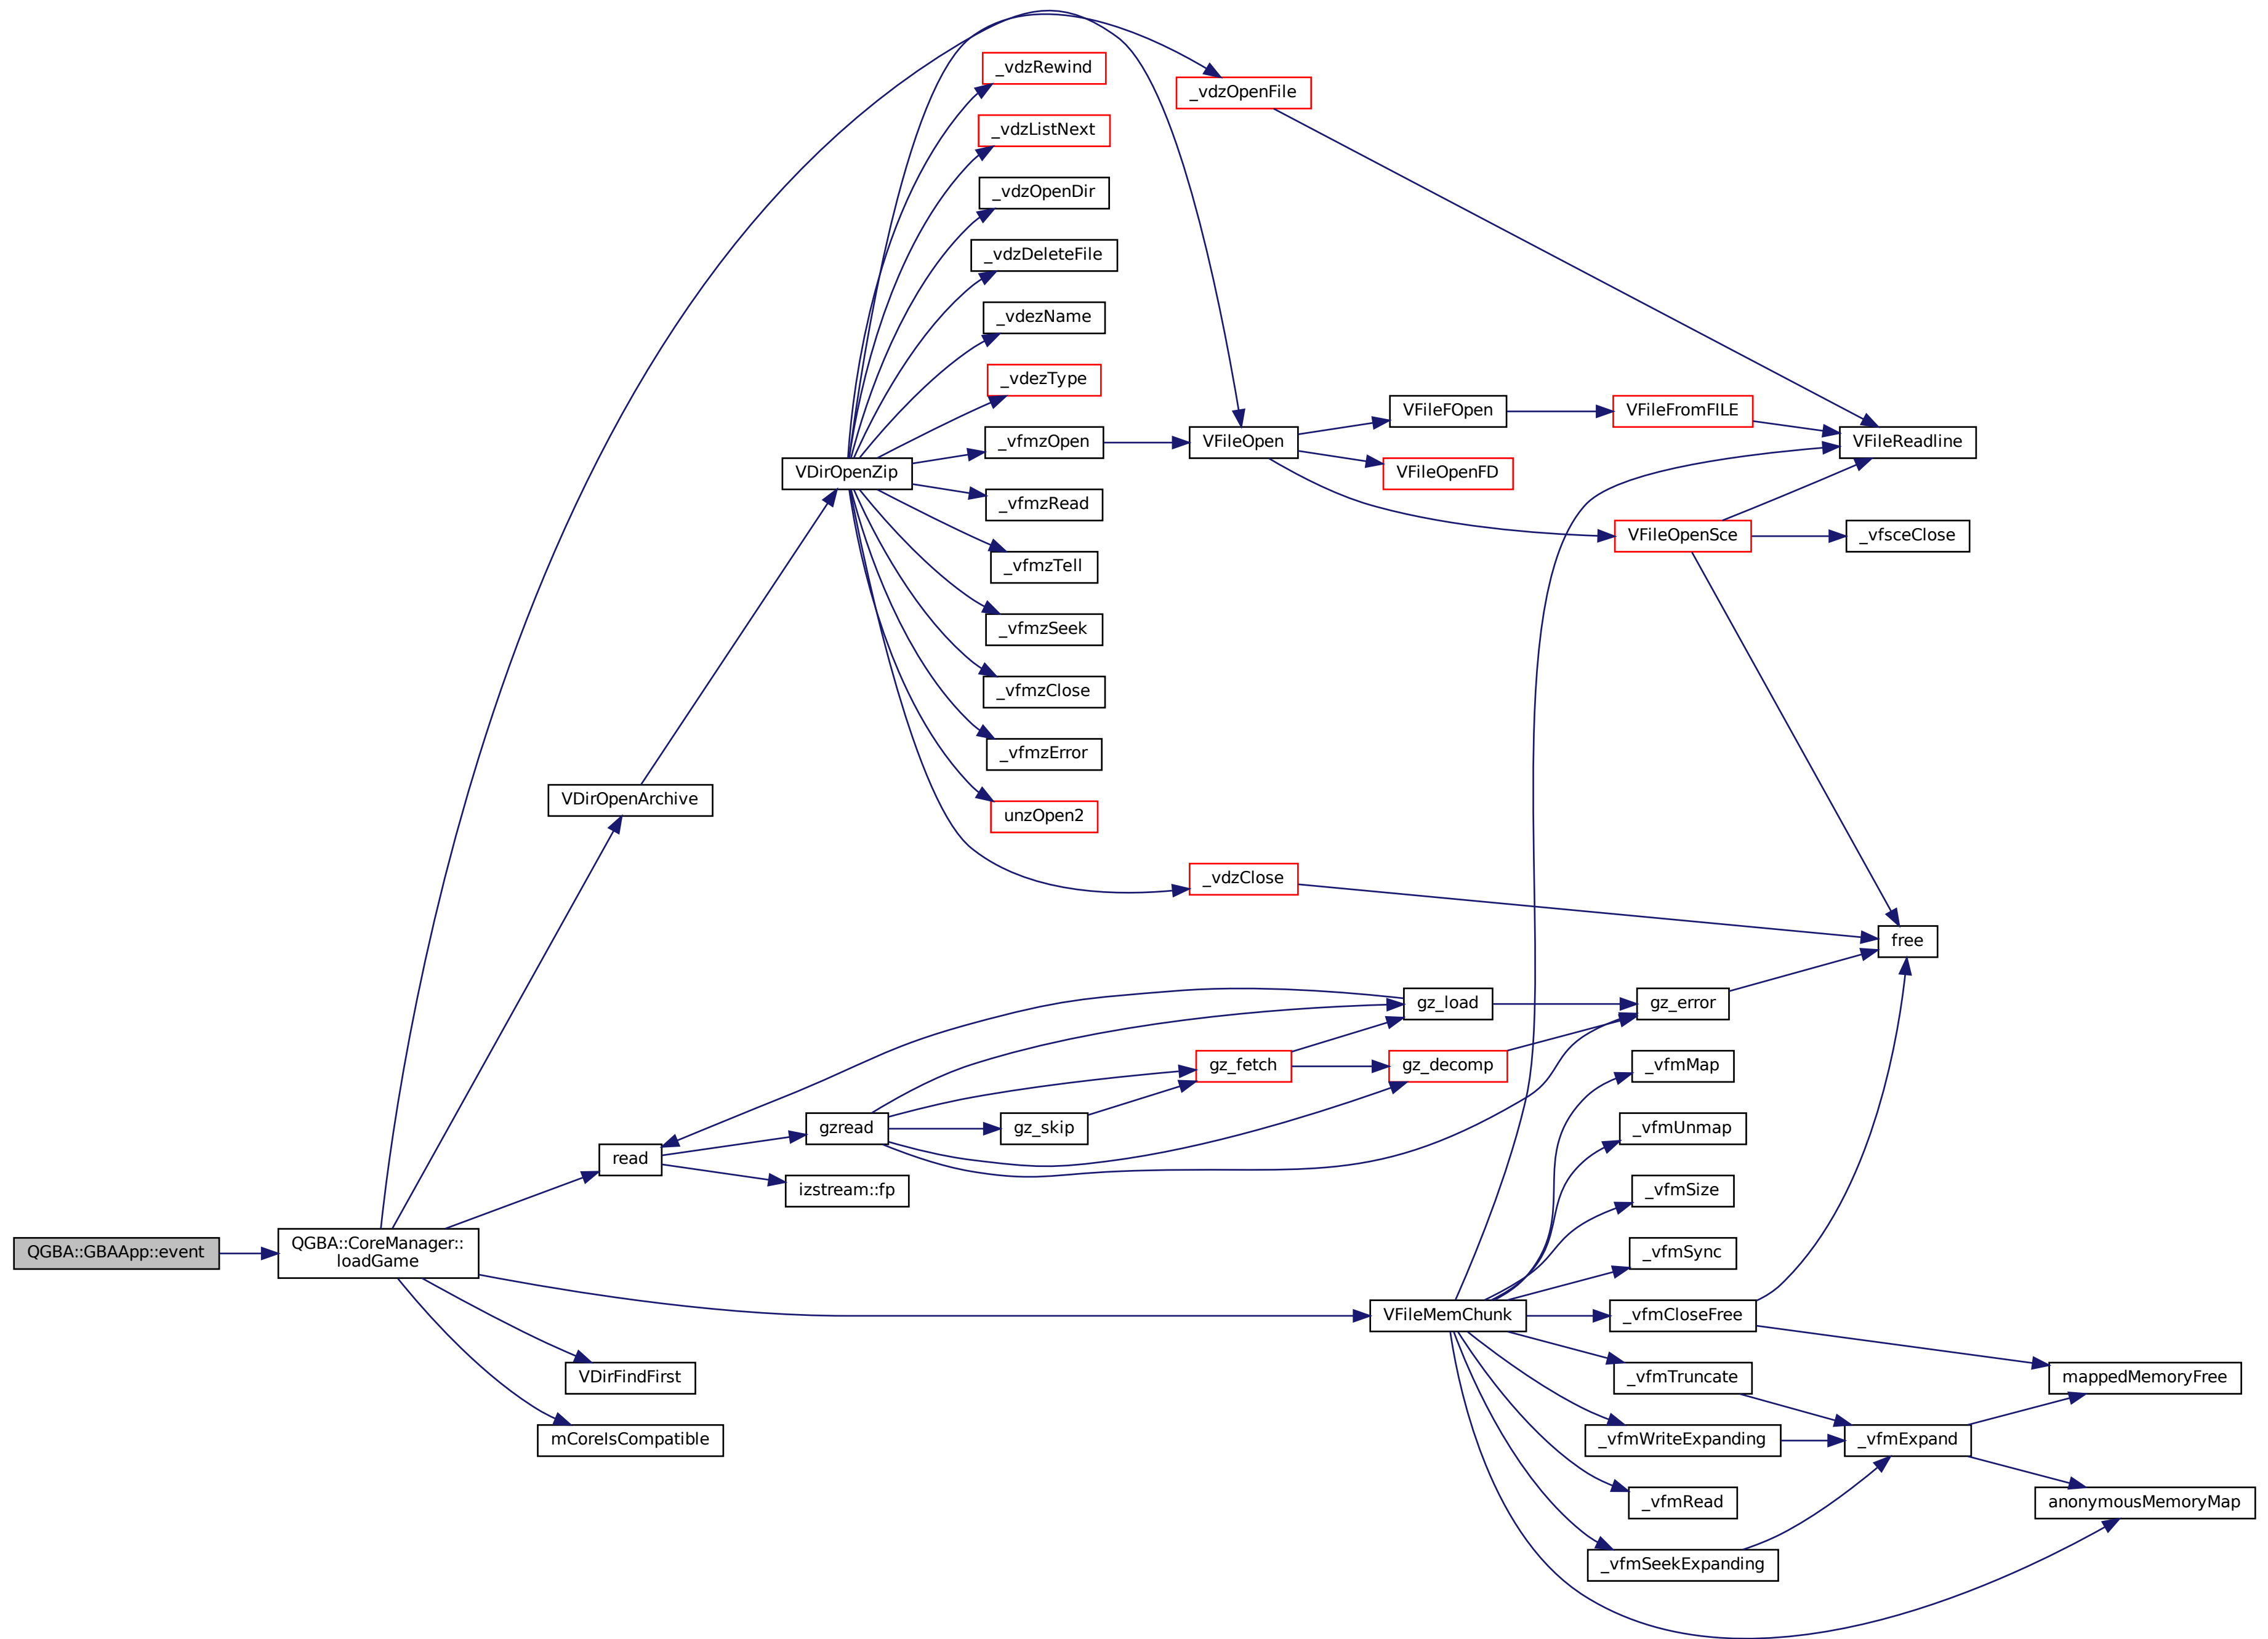 _vdzRewind
_vdzOpenFile
_vdzListNext
_vdzOpenDir
_vdzDeleteFile
_vdezName
_vdezType
VFileFOpen
VFileFromFILE
_vfmzOpen
VFileOpen
VFileReadline
VDirOpenZip
VFileOpenFD
_vfmzRead
VFileOpenSce
_vfsceClose
_vfmzTell
_vfmzSeek
_vfmzClose
_vfmzError
VDirOpenArchive
unzOpen2
_vdzClose
free
gz_load
gz_error
gz_fetch
gz_decomp
_vfmMap
gzread
gz_skip
_vfmUnmap
read
izstream::fp
_vfmSize
QGBA::GBAApp::event
QGBA::CoreManager::
loadGame
_vfmSync
VFileMemChunk
_vfmCloseFree
VDirFindFirst
_vfmTruncate
mappedMemoryFree
mCoreIsCompatible
_vfmWriteExpanding
_vfmExpand
_vfmRead
anonymousMemoryMap
_vfmSeekExpanding